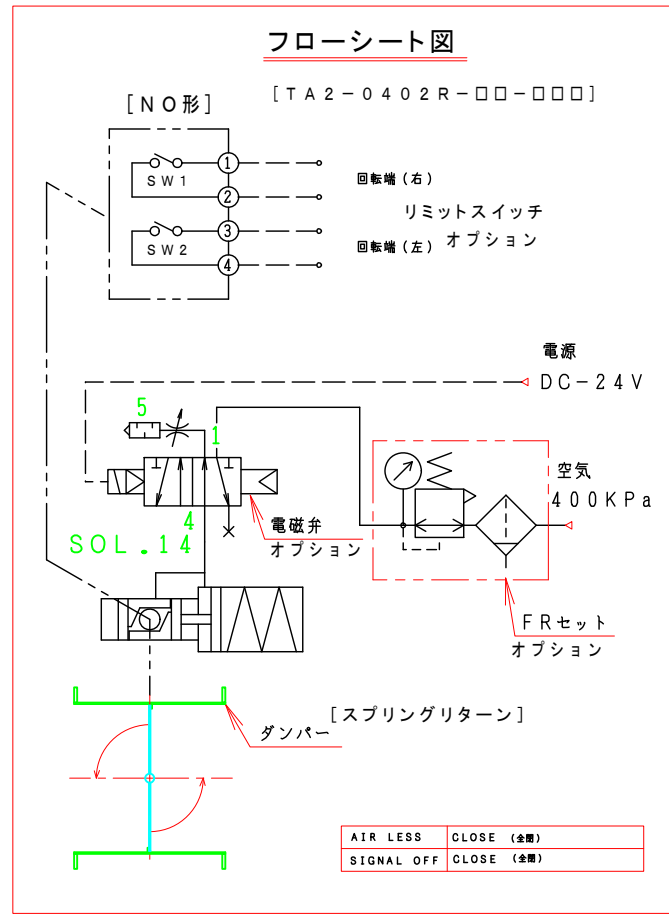 フローシート図
[NO形]
[TA2-0402R-□□-□□□]
SW1
1
2
回転端(右)
リミットスイッチ
オプション
SW2
3
4
回転端(左)
電源
DC-24V
5
1
空気
400KPa
4
SOL.14
電磁弁
オプション
FRセット
オプション
[スプリングリターン]
ダンパー
AIR LESS CLOSE (全閉)
SIGNAL OFF CLOSE (全閉)